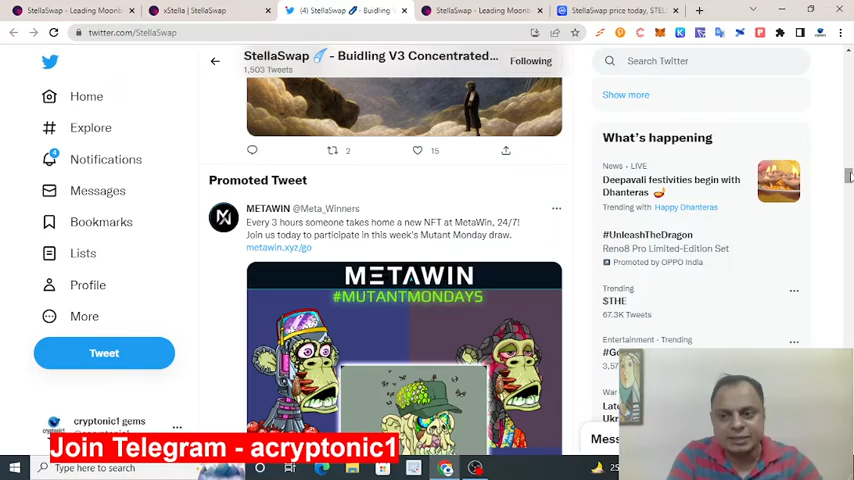 StellaSwap - Leading Moonb
xStella | StellaSwap
(4) StellaSwap - Buidling V
StellaSwap - Leading Moonb
StellaSwap price today, STEL
twitter.com/StellaSwap
StellaSwap - Buidling V3 Concentrated...
1,503 Tweets
Following
Search Twitter
Home
Explore
4
Notifications
Messages
Bookmarks
Lists
Profile
More
Tweet
cryptonic1 gems
2
15
Promoted Tweet
METAWIN @Meta_Winners
Every 3 hours someone takes home a new NFT at MetaWin, 24/7!
Join us today to participate in this week's Mutant Monday draw.
metawin.xyz/go
METAWIN
#MUTANTMONDAYS
Show more
What's happening
News · LIVE
Deepavali festivities begin with
Dhanteras
Trending with Happy Dhanteras
#UnleashTheDragon
Reno8 Pro Limited-Edition Set
Promoted by OPPO India
Trending
$THE
67.3K Tweets
Entertainment · Trending
Join Telegram - acryptonic1
Type here to search